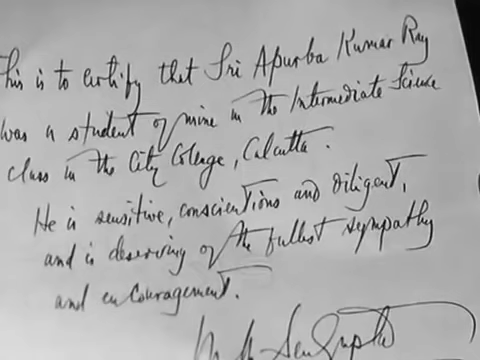 This is to certify that Sri Apurba Kumar Ray
was a student of mine in the Intermediate Science
class in the City College, Calcutta.
He is sensitive, conscientious and diligent,
and is deserving of the fullest sympathy
and encouragement.
Sen Gupta